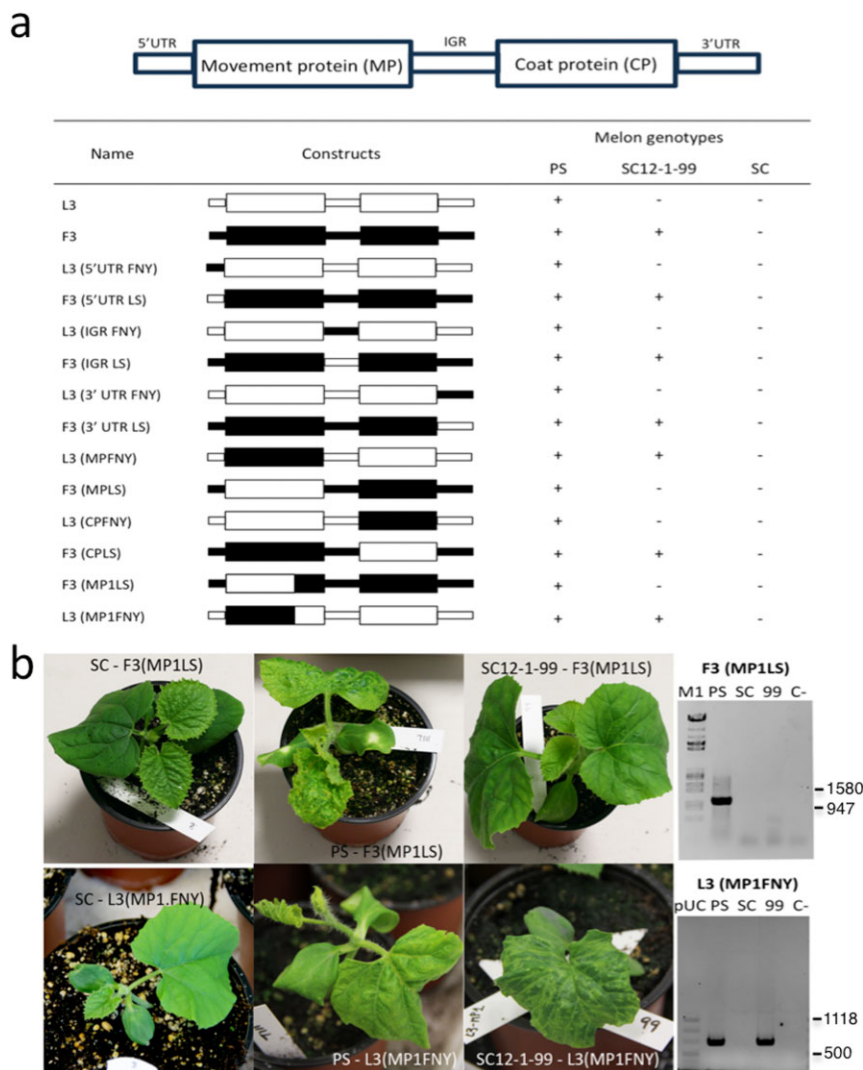 a
5'UTR
Movement protein (MP)
IGR
Coat protein (CP)
3'UTR
Name Constructs Melon genotypes
PS SC12-1-99 SC
L3 + - -
F3 + + -
L3 (5'UTR FNY) + - -
F3 (5'UTR LS) + + -
L3 (IGR FNY) + - -
F3 (IGR LS) + + -
L3 (3' UTR FNY) + - -
F3 (3' UTR LS) + + -
L3 (MPFNY) + + -
F3 (MPLS) + - -
L3 (CPFNY) + - -
F3 (CPLS) + + -
F3 (MP1LS) + - -
L3 (MP1FNY) + + -
b
SC - F3(MP1LS)
PS - F3(MP1LS)
SC12-1-99 - F3(MP1LS)
F3 (MP1LS)
M1 PS SC 99 C-
1580
947
SC - L3(MP1.FNY)
PS - L3(MP1FNY)
SC12-1-99 - L3(MP1FNY)
99
L3 (MP1FNY)
pUC PS SC 99 C-
1118
500